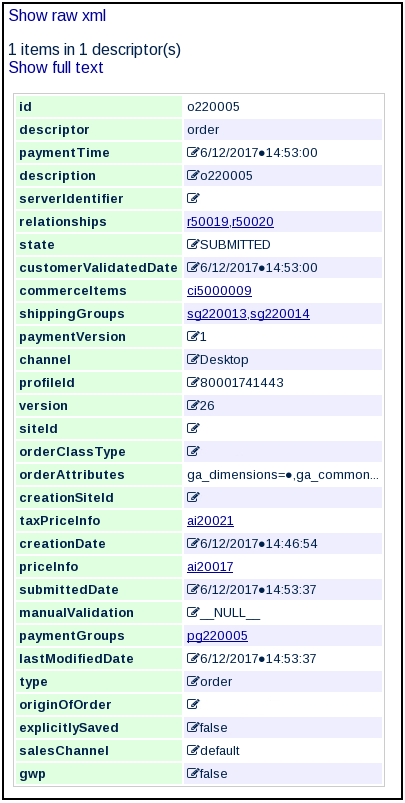 Show raw xml
1 items in 1 descriptor(s)
Show full text
id o220005
descriptor order
paymentTime 6/12/2017●14:53:00
description o220005
serverIdentifier
relationships r50019,r50020
state SUBMITTED
customerValidatedDate 6/12/2017●14:53:00
commerceItems ci5000009
shippingGroups sg220013,sg220014
paymentVersion 1
channel Desktop
profileId 80001741443
version 26
siteId
orderClassType
orderAttributes ga_dimensions=●,ga_common...
creationSiteId
taxPriceInfo ai20021
creationDate 6/12/2017●14:46:54
priceInfo ai20017
submittedDate 6/12/2017●14:53:37
manualValidation __NULL__
paymentGroups pg220005
lastModifiedDate 6/12/2017●14:53:37
type order
originOfOrder
explicitlySaved false
salesChannel default
gwp false